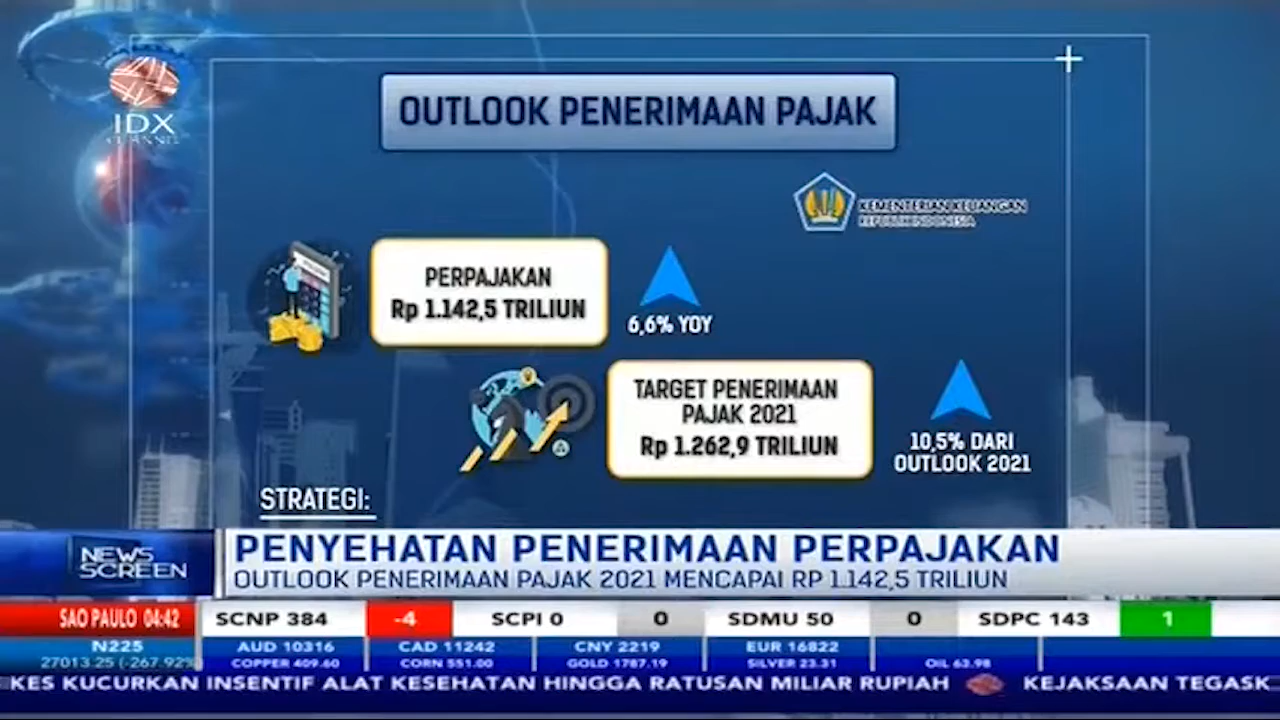 IDX
CHANNEL
OUTLOOK PENERIMAAN PAJAK
KEMENTERIAN KEUANGAN
REPUBLIK INDONESIA
PERPAJAKAN
Rp 1.142,5 TRILIUN
6,6% YOY
TARGET PENERIMAAN
PAJAK 2021
Rp 1.262,9 TRILIUN
10,5% DARI
OUTLOOK 2021
STRATEGI:
NEWS
SCREEN
PENYEHATAN PENERIMAAN PERPAJAKAN
OUTLOOK PENERIMAAN PAJAK 2021 MENCAPAI RP 1.142,5 TRILIUN
SAO PAULO 04:42
SCNP 384 -4 SCPI 0 0 SDMU 50 0 SDPC 143 1
N225 AUD 10316 CAD 11242 CNY 2219 EUR 16822
27013.25 (-267.92%) COPPER 409.60 CORN 551.00 GOLD 1787.19 SILVER 23.31 OIL 63.98
KES KUCURKAN INSENTIF ALAT KESEHATAN HINGGA RATUSAN MILIAR RUPIAH KEJAKSAAN TEGASK